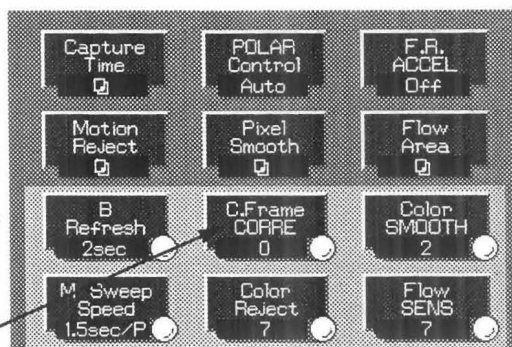 Capture
Time
POLAR
Control
Auto
F.R.
ACCEL
Off
Motion
Reject
Pixel
Smooth
Flow
Area
B
Refresh
2sec
C.Frame
CORRE
0
Color
SMOOTH
2
M Sweep
Speed
1.5sec/P
Color
Reject
7
Flow
SENS
7